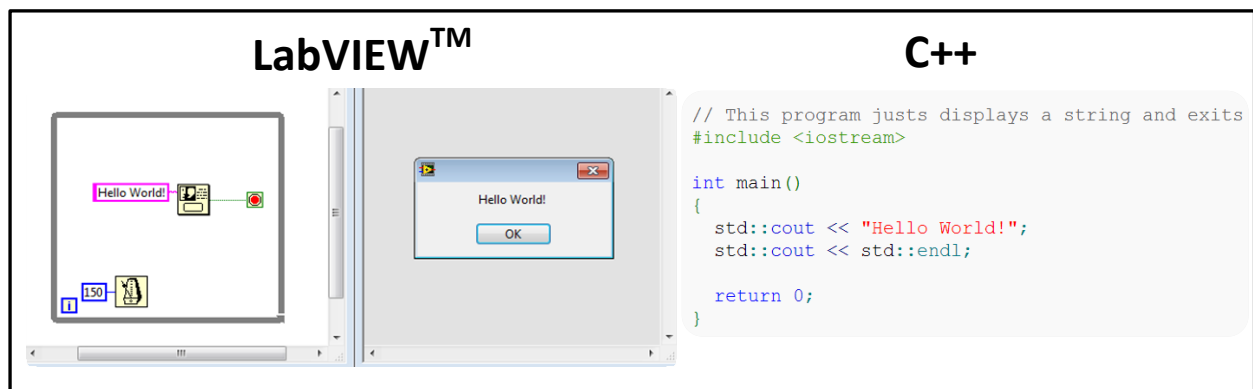 LabVIEW™
Hello World!
150
i
Hello World!
OK
C++
// This program justs displays a string and exits
#include <iostream>
int main()
{
std::cout << "Hello World!";
std::cout << std::endl;
return 0;
}